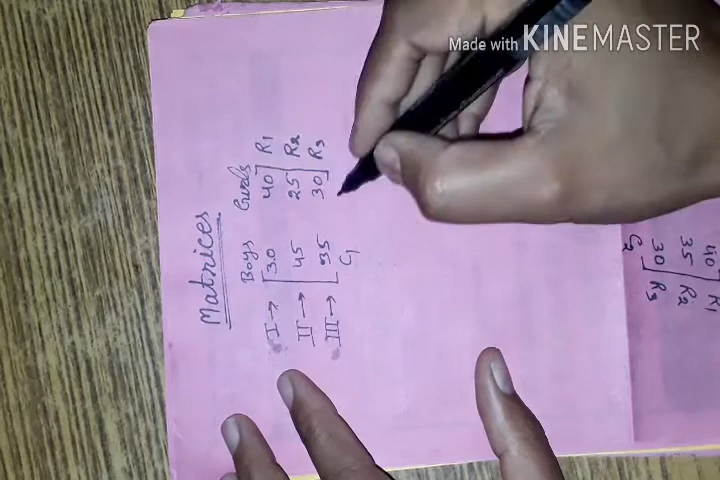 Made with KINEMASTER
Matrices
Boys Girls
I → [30 40] R1
II → 45 25 R2
III → [35 30] R3
C1
40] R1
35 R2
30] R3
C2